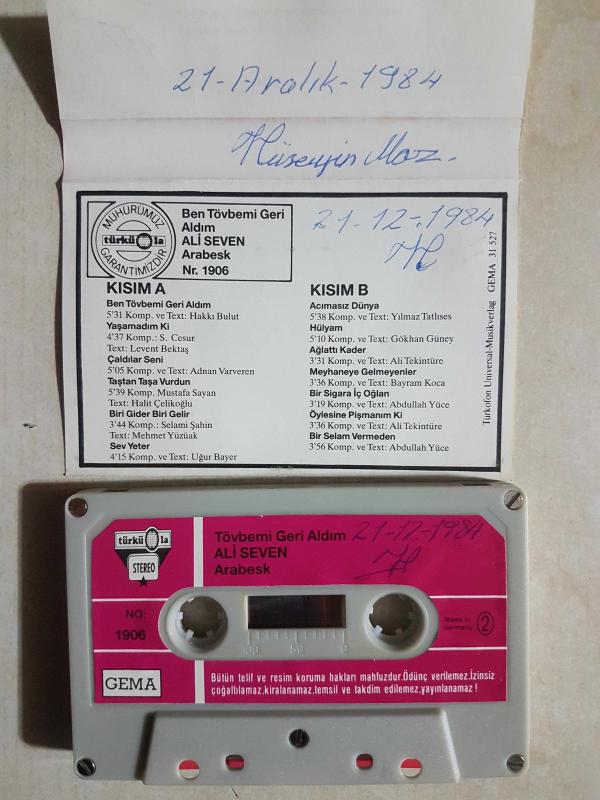 21-Aralık-1984
Hüseyin Moz.
MÜHÜRÜMÜZ
türkü la
GARANTİMİZDİR
Ben Tövbemi Geri
Aldım
ALİ SEVEN
Arabesk
Nr. 1906
21-12-1984
H
KISIM A
Ben Tövbemi Geri Aldım
5'31 Komp. ve Text: Hakkı Bulut
Yaşamadım Ki
4'37 Komp.: S. Cesur
Text: Levent Bektaş
Çaldılar Seni
5'05 Komp. ve Text: Adnan Varveren
Taştan Taşa Vurdun
5'39 Komp. Mustafa Sayan
Text: Halit Çelikoğlu
Biri Gider Biri Gelir
3'44 Komp.: Selami Şahin
Text: Mehmet Yüzüak
Sev Yeter
4'15 Komp. ve Text: Uğur Bayer
KISIM B
Acımasız Dünya
5'38 Komp. ve Text: Yılmaz Tatlıses
Hülyam
5'10 Komp. ve Text: Gökhan Güney
Ağlattı Kader
3'31 Komp. ve Text: Ali Tekintüre
Meyhaneye Gelmeyenler
3'36 Komp. ve Text: Bayram Koca
Bir Sigara İç Oğlan
3'19 Komp. ve Text: Abdullah Yüce
Öylesine Pişmanım Ki
3'36 Komp. ve Text: Ali Tekintüre
Bir Selam Vermeden
3'56 Komp. ve Text: Abdullah Yüce
Türkofon Universal-Musikverlag GEMA 31 527
türkü la
STEREO
Tövbemi Geri Aldım
ALİ SEVEN
Arabesk
21-12-1984
H
NO:
1906
100 50 0
Made in
Germany
2
GEMA
Bütün telif ve resim koruma hakları mahfuzdur.Ödünç verilemez.İzinsiz
çoğaltılamaz,kiralanamaz,temsil ve takdim edilemez,yayınlanamaz!